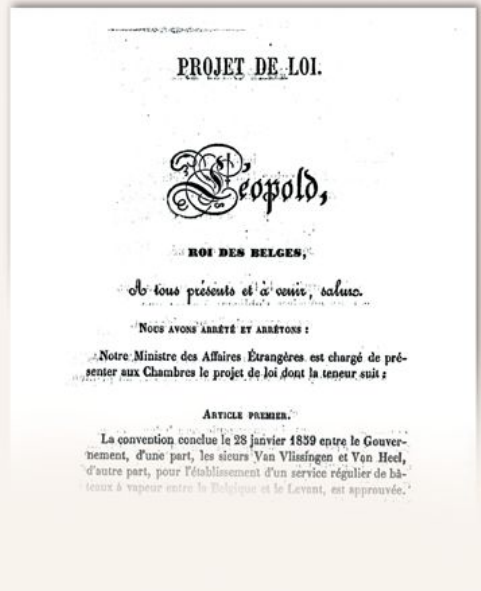 PROJET DE LOI.
Léopold,
ROI DES BELGES,
A tous présents et à venir, salut.
NOUS AVONS ARRÊTÉ ET ARRÊTONS :
Notre Ministre des Affaires Étrangères est chargé de pré-
senter aux Chambres le projet de loi dont la teneur suit :
ARTICLE PREMIER.
La convention conclue le 28 janvier 1859 entre le Gouver-
nement, d'une part, les sieurs Van Vlissingen et Van Heel,
d'autre part, pour l'établissement d'un service régulier de bâ-
teaux à vapeur entre la Belgique et le Levant, est approuvée.